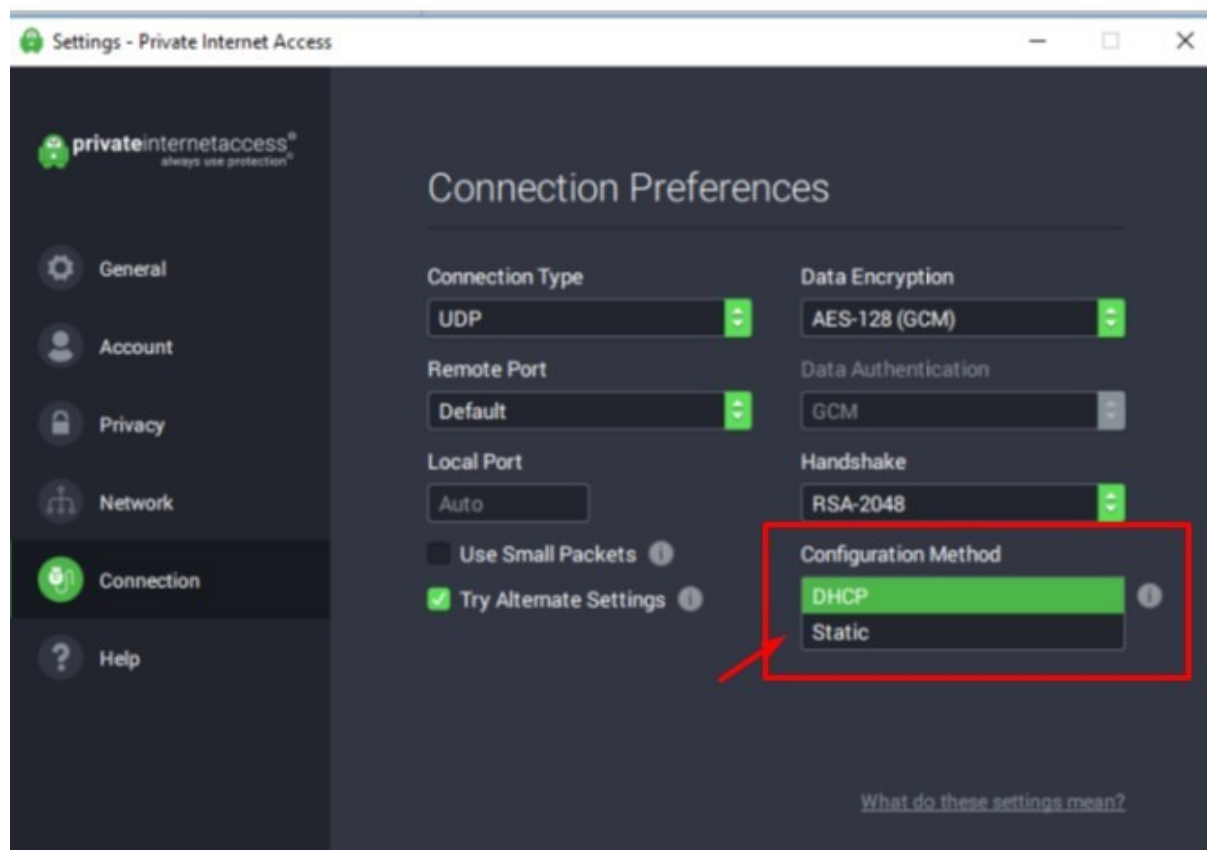 Settings - Private Internet Access
privateinternetaccess®
always use protection®
General
Account
Privacy
Network
Connection
Help
Connection Preferences
Connection Type
UDP
Remote Port
Default
Local Port
Auto
Use Small Packets
Try Alternate Settings
Data Encryption
AES-128 (GCM)
Data Authentication
GCM
Handshake
RSA-2048
Configuration Method
DHCP
Static
What do these settings mean?